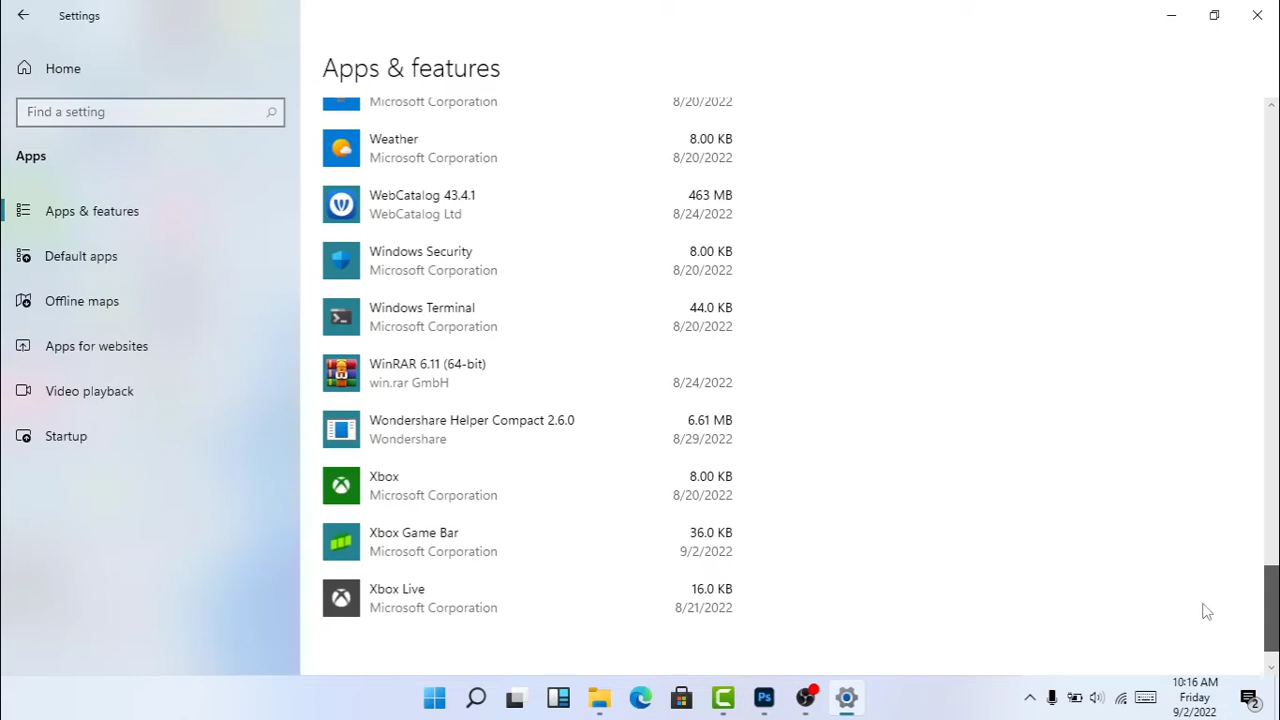 Settings
Home
Find a setting
Apps
Apps & features
Default apps
Offline maps
Apps for websites
Video playback
Startup
Apps & features
Microsoft Corporation 8/20/2022
Weather 8.00 KB
Microsoft Corporation 8/20/2022
WebCatalog 43.4.1 463 MB
WebCatalog Ltd 8/24/2022
Windows Security 8.00 KB
Microsoft Corporation 8/20/2022
Windows Terminal 44.0 KB
Microsoft Corporation 8/20/2022
WinRAR 6.11 (64-bit)
win.rar GmbH 8/24/2022
Wondershare Helper Compact 2.6.0 6.61 MB
Wondershare 8/29/2022
Xbox 8.00 KB
Microsoft Corporation 8/20/2022
Xbox Game Bar 36.0 KB
Microsoft Corporation 9/2/2022
Xbox Live 16.0 KB
Microsoft Corporation 8/21/2022
Ps
10:16 AM
Friday
9/2/2022
2